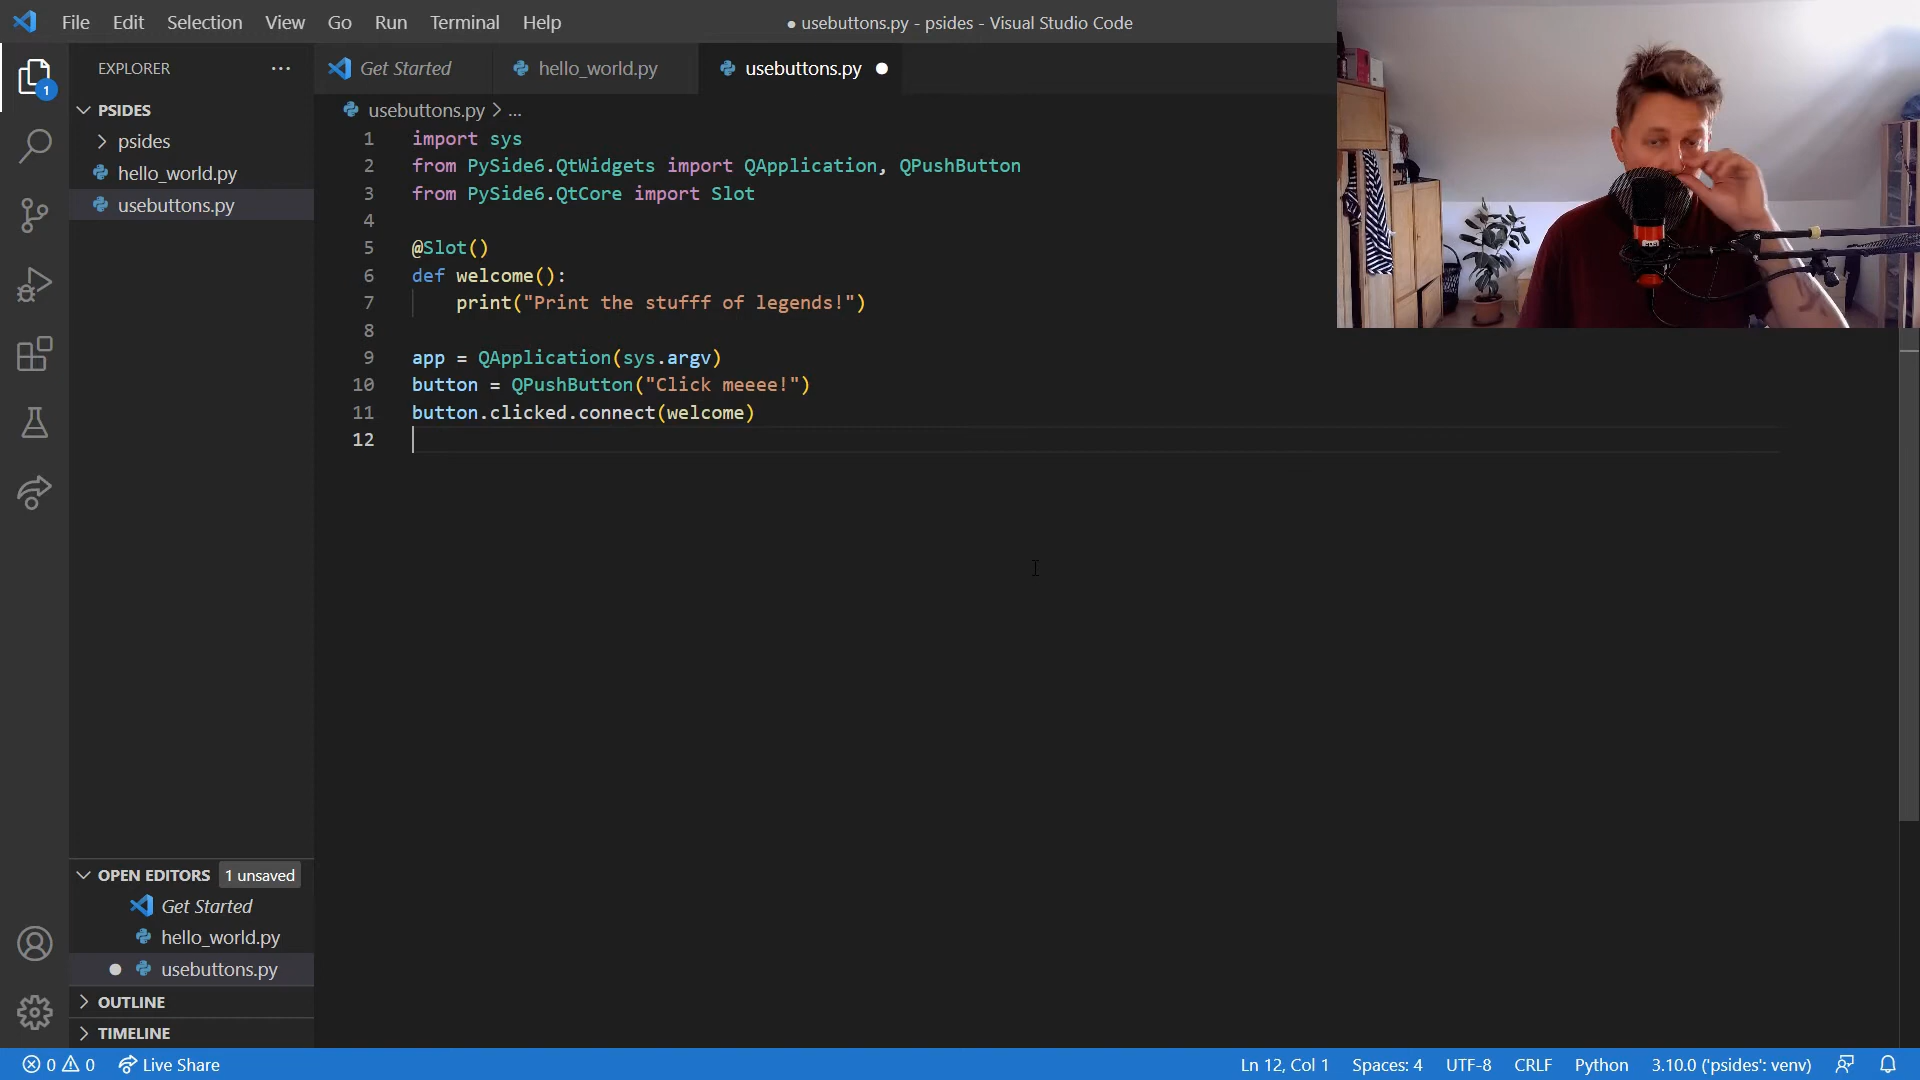 File Edit Selection View Go Run Terminal Help
● usebuttons.py - psides - Visual Studio Code
EXPLORER ...
Get Started
hello_world.py
usebuttons.py ●
PSIDES
psides
hello_world.py
usebuttons.py
usebuttons.py > ...
1 import sys
2 from PySide6.QtWidgets import QApplication, QPushButton
3 from PySide6.QtCore import Slot
4
5 @Slot()
6 def welcome():
7 print("Print the stufff of legends!")
8
9 app = QApplication(sys.argv)
10 button = QPushButton("Click meeee!")
11 button.clicked.connect(welcome)
12
1
OPEN EDITORS 1 unsaved
Get Started
hello_world.py
● usebuttons.py
OUTLINE
TIMELINE
0 0 Live Share
Ln 12, Col 1 Spaces: 4 UTF-8 CRLF Python 3.10.0 ('psides': venv)